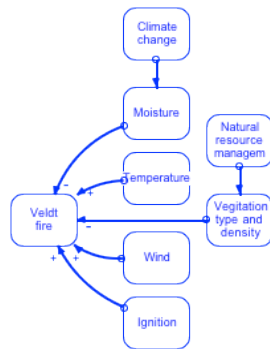 Climate
change
Moisture
Natural
resource
managem
Temperature
-
+
Veldt
fire
-
Vegitation
type and
density
+
+
Wind
Ignition